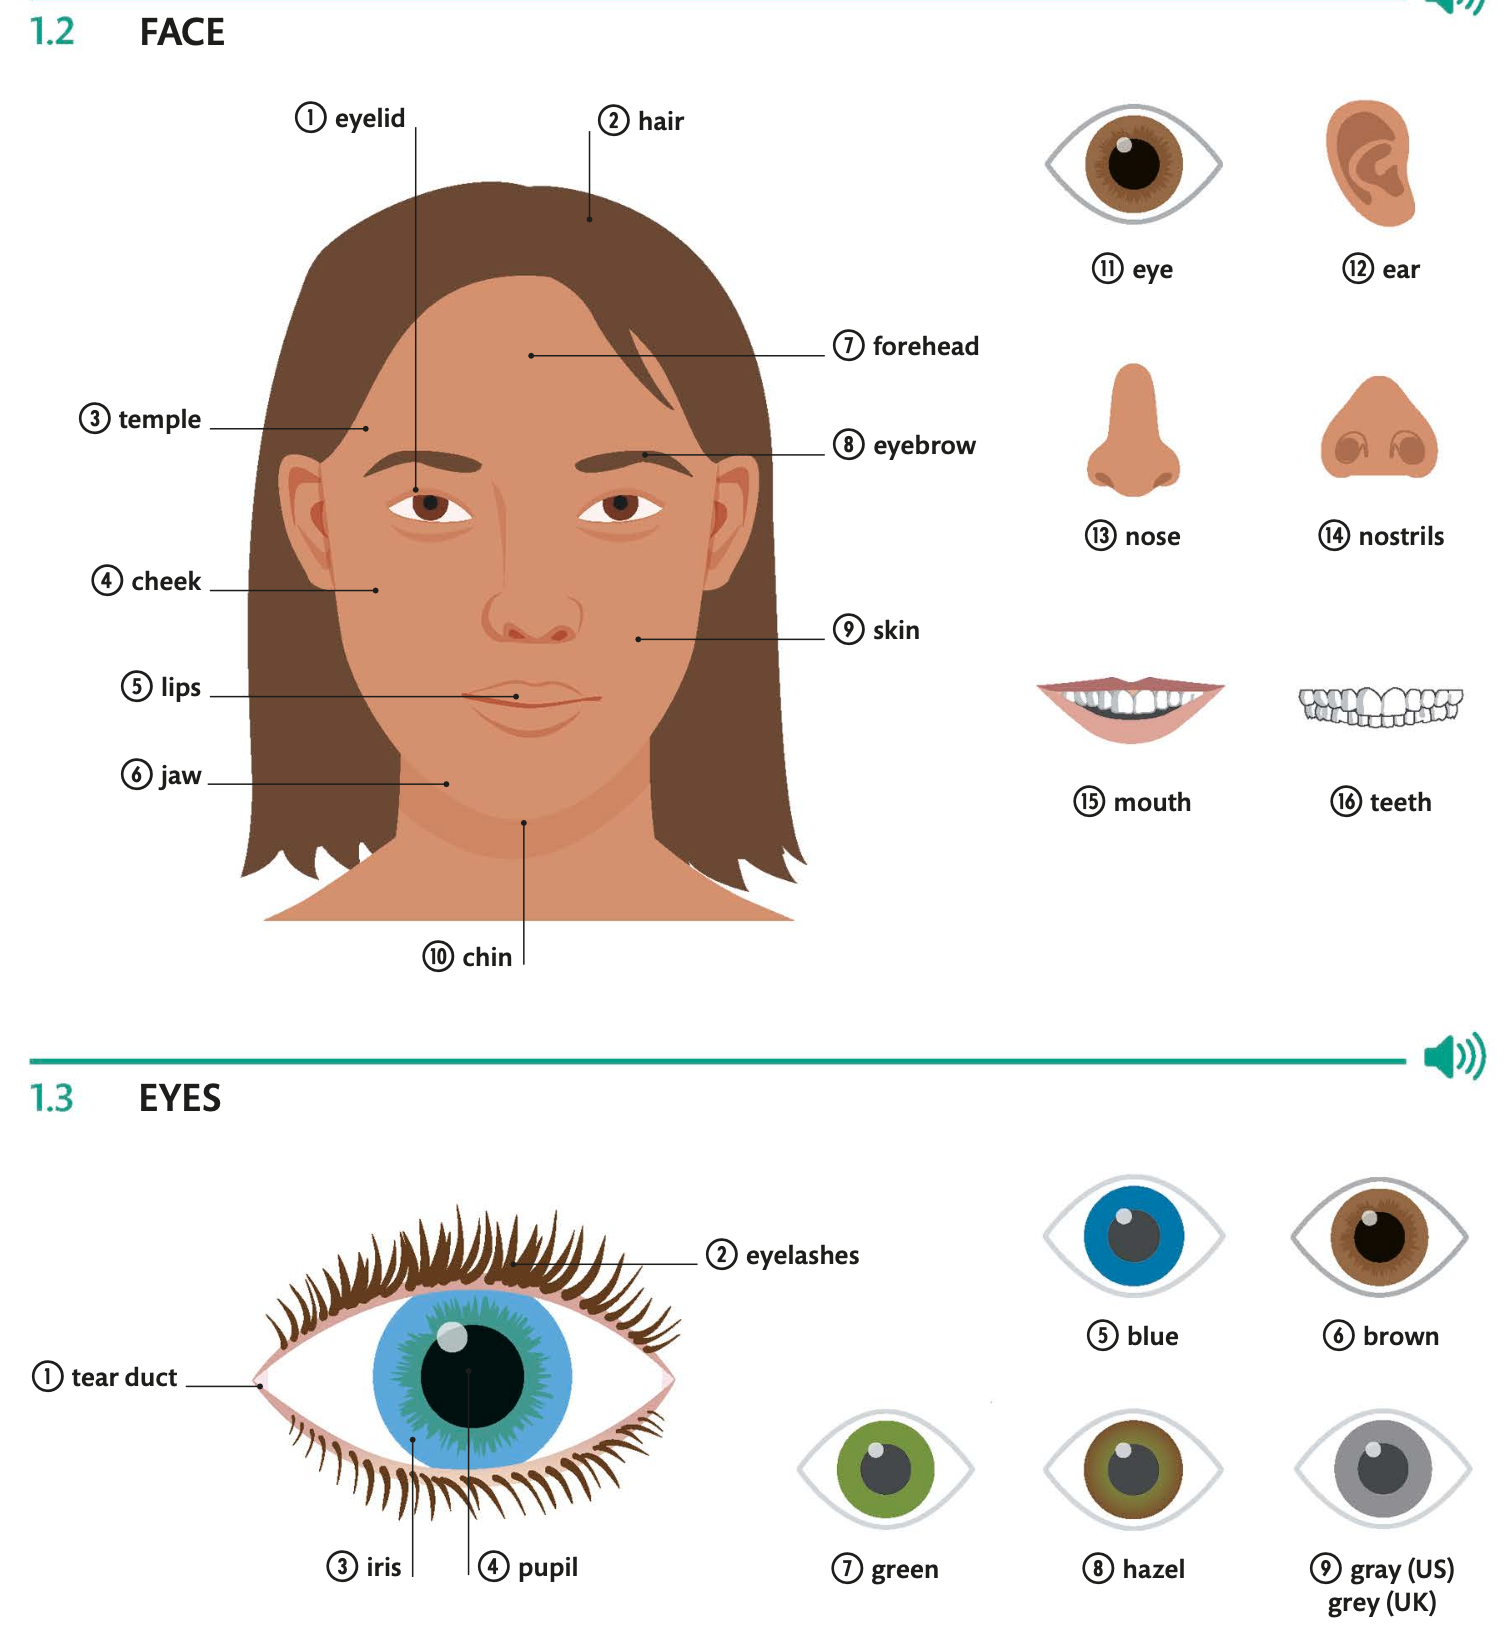 1.2 FACE
① eyelid
② hair
③ temple
④ cheek
⑤ lips
⑥ jaw
⑦ forehead
⑧ eyebrow
⑨ skin
⑩ chin
⑪ eye
⑫ ear
⑬ nose
⑭ nostrils
⑮ mouth
⑯ teeth
1.3 EYES
① tear duct
② eyelashes
③ iris
④ pupil
⑤ blue
⑥ brown
⑦ green
⑧ hazel
⑨ gray (US)
grey (UK)